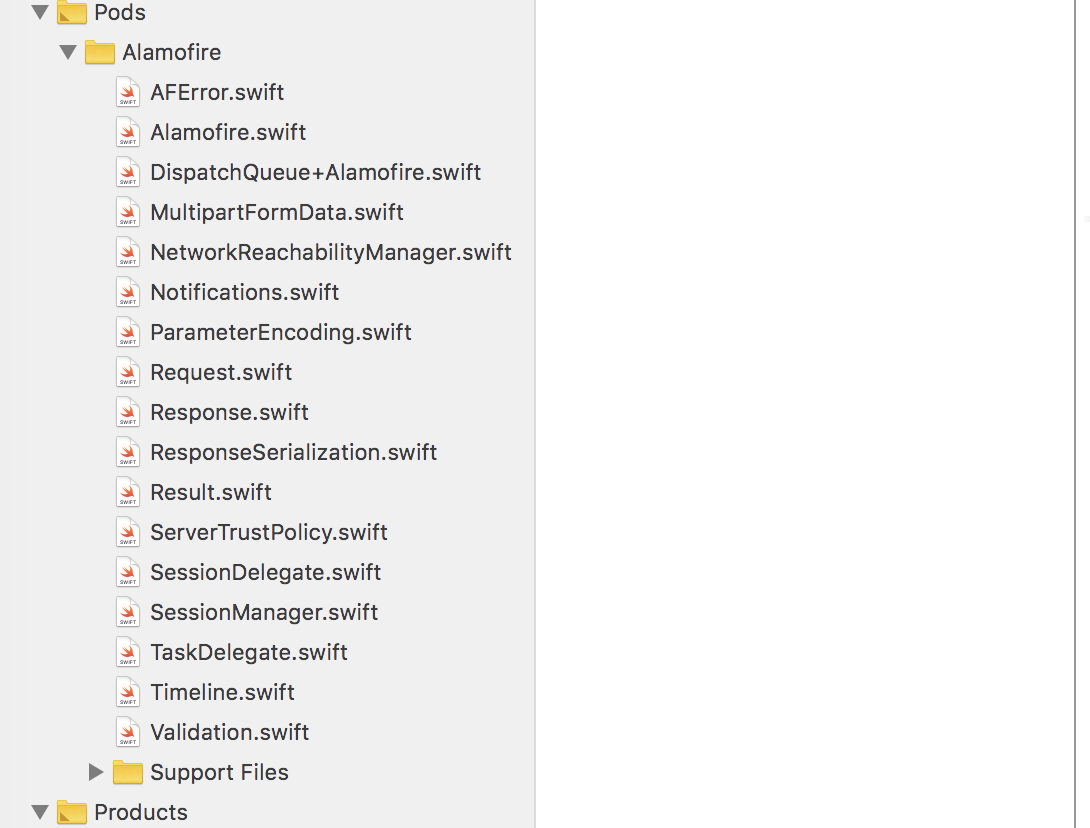 Pods
Alamofire
AFError.swift
Alamofire.swift
DispatchQueue+Alamofire.swift
MultipartFormData.swift
NetworkReachabilityManager.swift
Notifications.swift
ParameterEncoding.swift
Request.swift
Response.swift
ResponseSerialization.swift
Result.swift
ServerTrustPolicy.swift
SessionDelegate.swift
SessionManager.swift
TaskDelegate.swift
Timeline.swift
Validation.swift
Support Files
Products